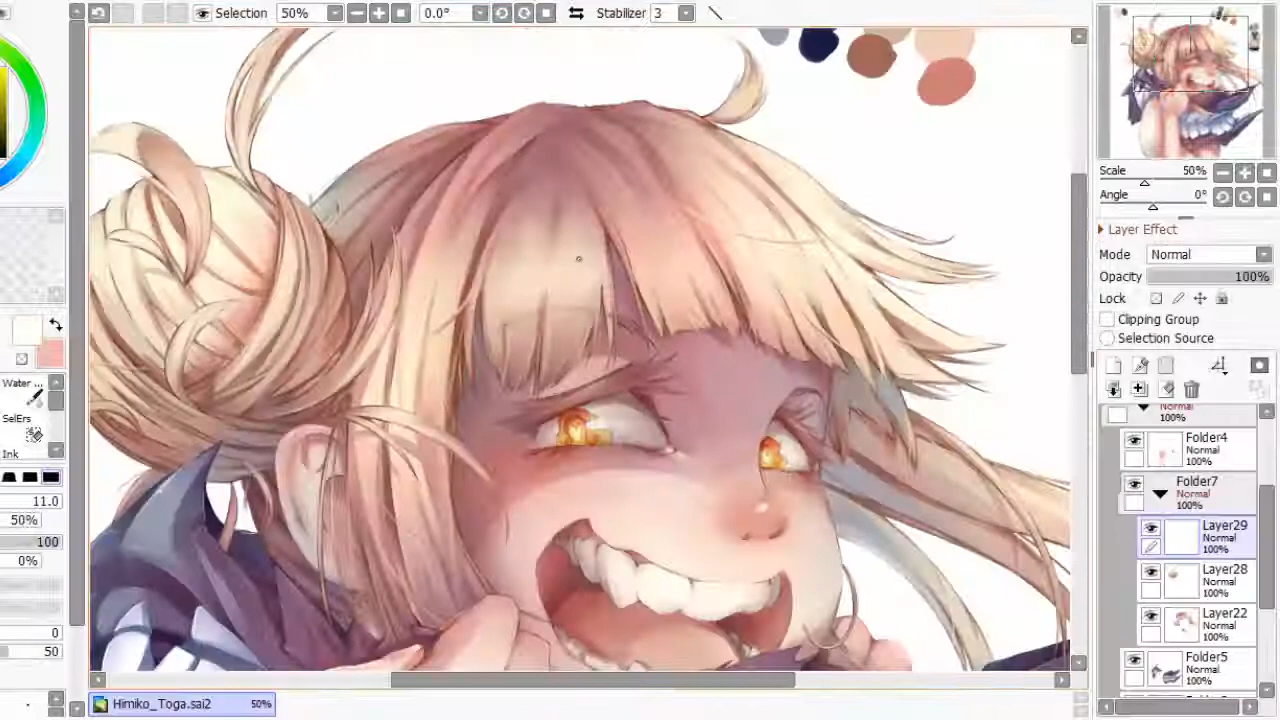 Selection 50% 0.0° Stabilizer 3
Scale 50%
Angle 0°
Layer Effect
Mode Normal
Opacity 100%
Lock
Clipping Group
Selection Source
Normal
100%
Folder4
Normal
100%
Folder7
Normal
100%
Layer29
Normal
100%
Layer28
Normal
100%
Layer22
Normal
100%
Folder5
Normal
100%
Water ...
SelErs
Ink
11.0
50%
100
0%
0
50
Himiko_Toga.sai2 50%